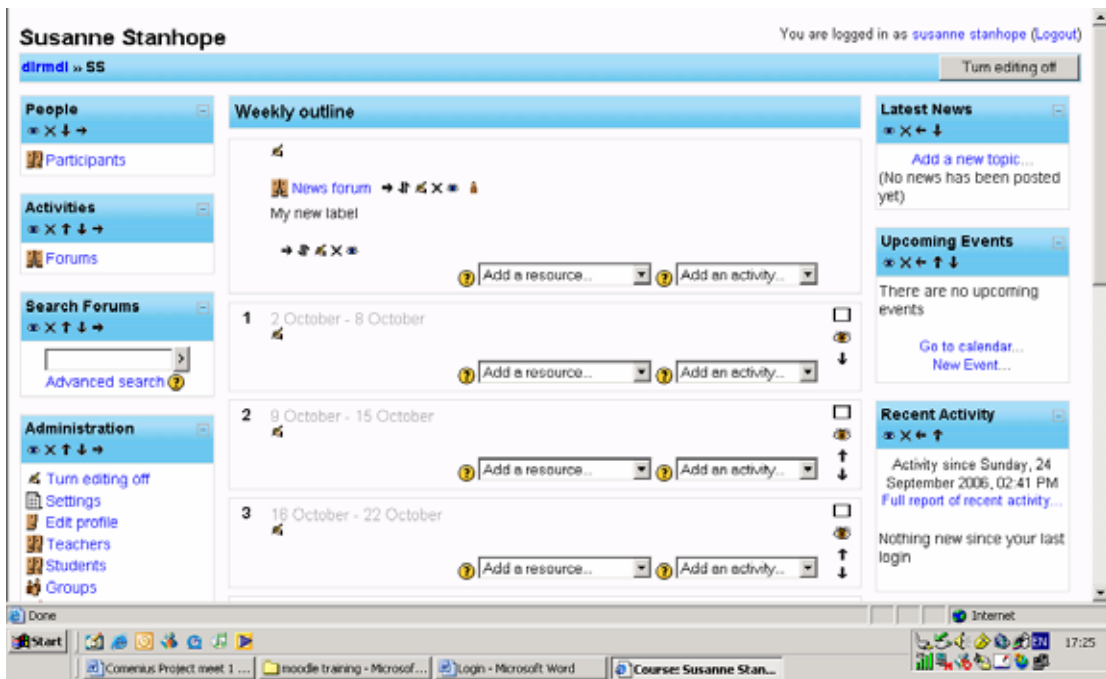 Susanne Stanhope
You are logged in as susanne stanhope (Logout)
dlrmdl » SS
Turn editing off
People
Participants
Activities
Forums
Search Forums
Advanced search
Administration
Turn editing off
Settings
Edit profile
Teachers
Students
Groups
Weekly outline
News forum
My new label
Add a resource...
Add an activity...
1 2 October - 8 October
Add a resource...
Add an activity...
2 9 October - 15 October
Add a resource...
Add an activity...
3 16 October - 22 October
Add a resource...
Add an activity...
Latest News
Add a new topic...
(No news has been posted
yet)
Upcoming Events
There are no upcoming
events
Go to calendar...
New Event...
Recent Activity
Activity since Sunday, 24
September 2006, 02:41 PM
Full report of recent activity...
Nothing new since your last
login
Done
Internet
Start
EN
17:25
Comenius Project meet 1 ...
moodle training - Microsof...
Login - Microsoft Word
Course: Susanne Stan...